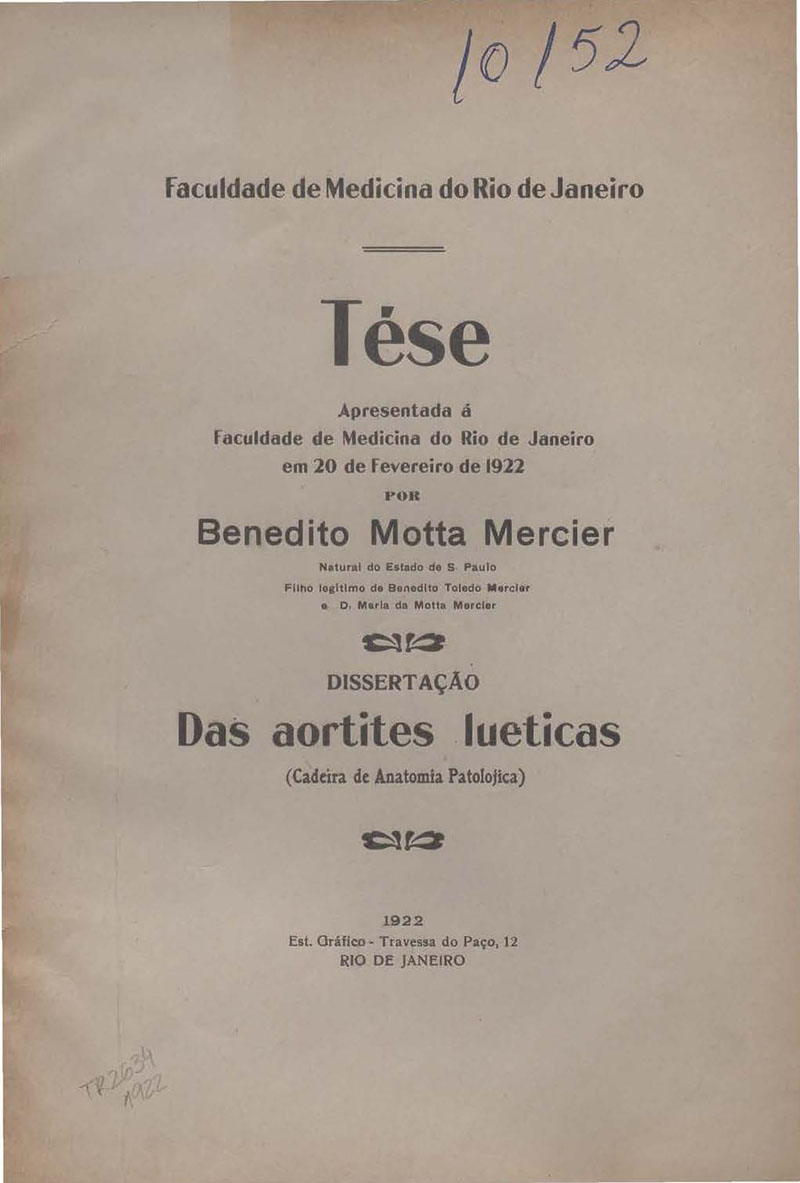 10/52
Faculdade de Medicina do Rio de Janeiro
Tése
Apresentada á
Faculdade de Medicina do Rio de Janeiro
em 20 de Fevereiro de 1922
POR
Benedito Motta Mercier
Natural do Estado de S. Paulo
Filho legitimo de Benedito Toledo Mercier
e D. Maria da Motta Mercier
DISSERTAÇÃO
Das aortites lueticas
(Cadeira de Anatomia Patolojica)
1922
Est. Gráfico - Travessa do Paço, 12
RIO DE JANEIRO
TR2634
1922